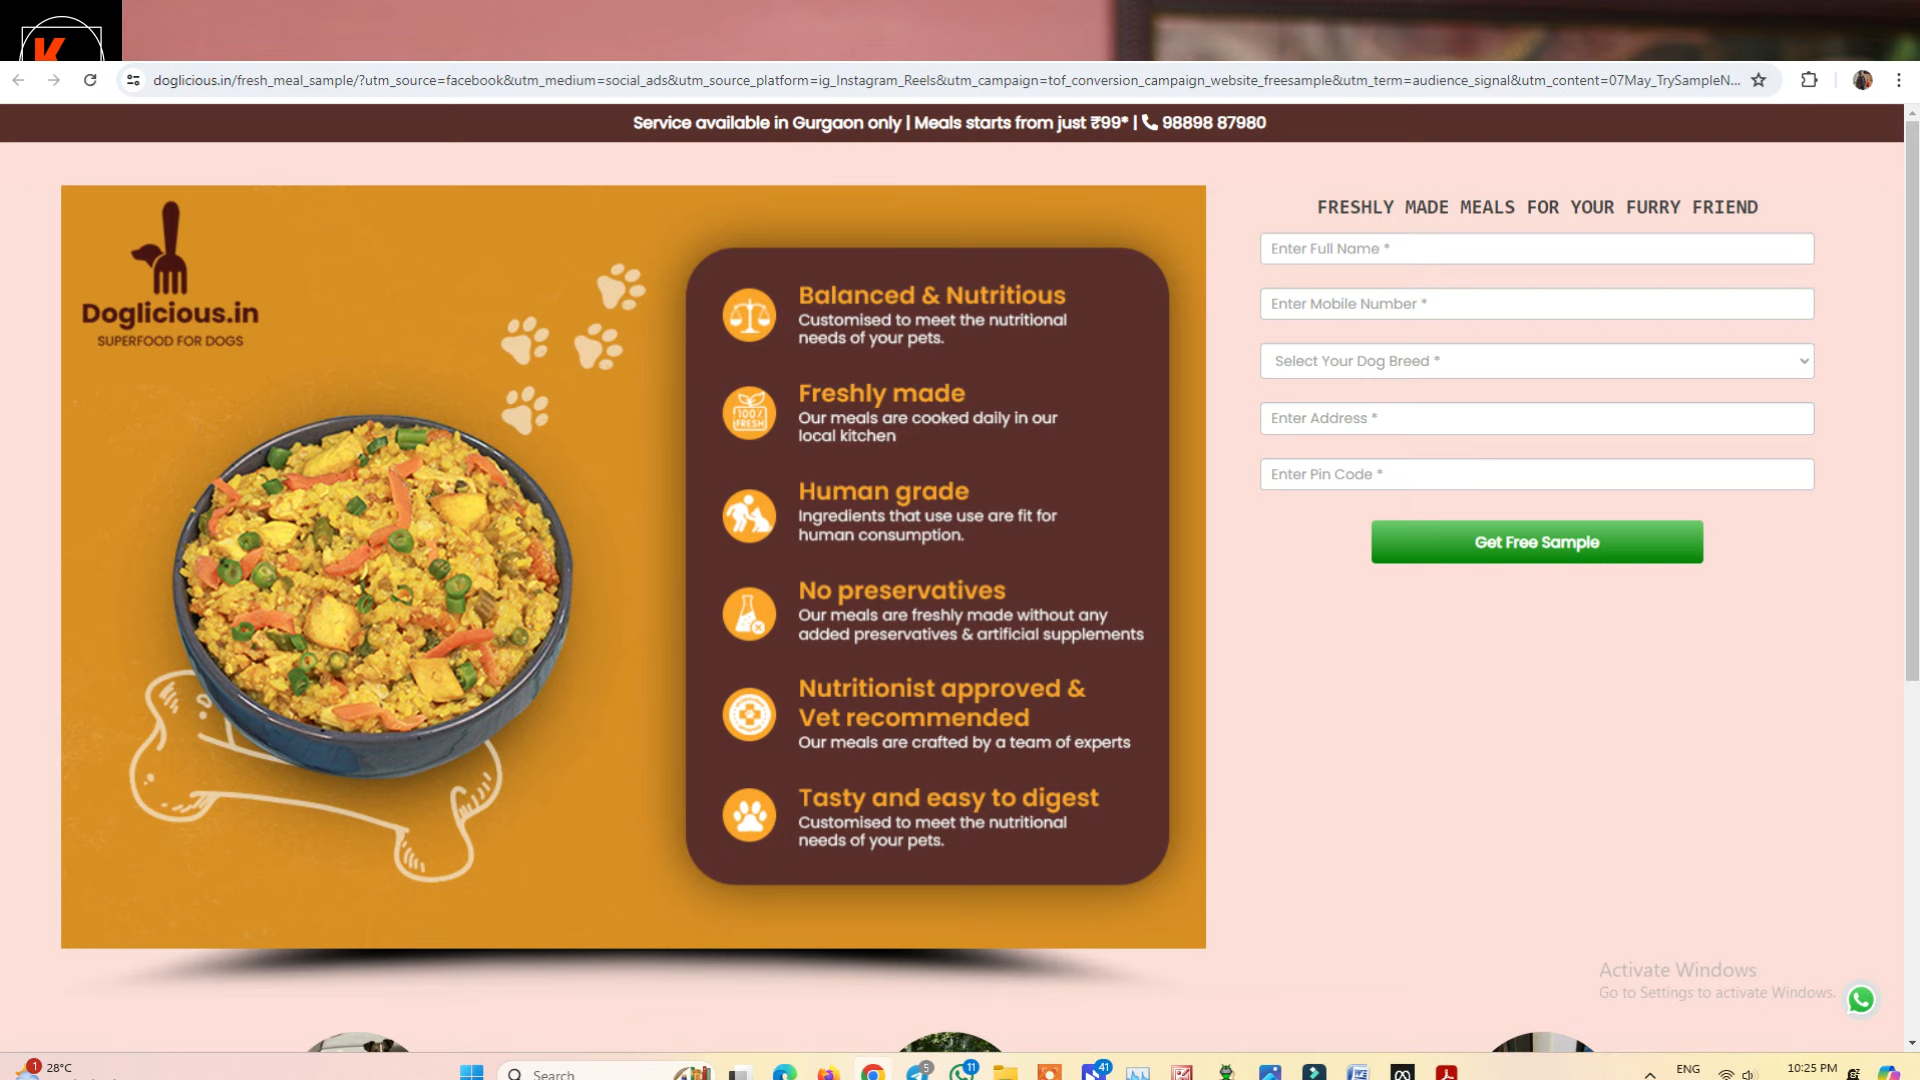 K
doglicious.in/fresh_meal_sample/?utm_source=facebook&utm_medium=social_ads&utm_source_platform=ig_Instagram_Reels&utm_campaign=tof_conversion_campaign_website_freesample&utm_term=audience_signal&utm_content=07May_TrySampleN...
Service available in Gurgaon only | Meals starts from just ₹99* | 98898 87980
Doglicious.in
SUPERFOOD FOR DOGS
Balanced & Nutritious
Customised to meet the nutritional
needs of your pets.
100%
FRESH
Freshly made
Our meals are cooked daily in our
local kitchen
Human grade
Ingredients that use use are fit for
human consumption.
No preservatives
Our meals are freshly made without any
added preservatives & artificial supplements
Nutritionist approved &
Vet recommended
Our meals are crafted by a team of experts
Tasty and easy to digest
Customised to meet the nutritional
needs of your pets.
FRESHLY MADE MEALS FOR YOUR FURRY FRIEND
Enter Full Name *
Enter Mobile Number *
Select Your Dog Breed *
Enter Address *
Enter Pin Code *
Get Free Sample
Activate Windows
Go to Settings to activate Windows.
1
28°C
Search
5
11
41
ENG
10:25 PM